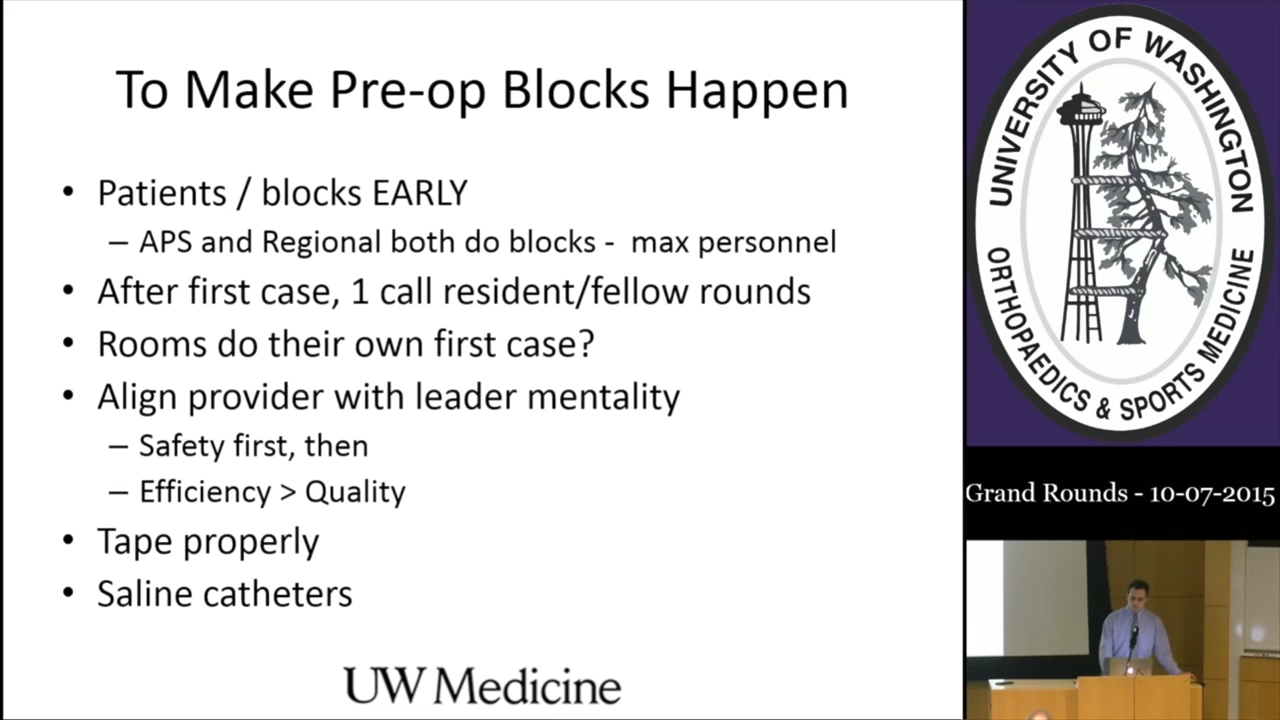 To Make Pre-op Blocks Happen
• Patients / blocks EARLY
– APS and Regional both do blocks - max personnel
• After first case, 1 call resident/fellow rounds
• Rooms do their own first case?
• Align provider with leader mentality
– Safety first, then
– Efficiency > Quality
• Tape properly
• Saline catheters
UW Medicine
UNIVERSITY OF WASHINGTON
ORTHOPAEDICS & SPORTS MEDICINE
Grand Rounds - 10-07-2015